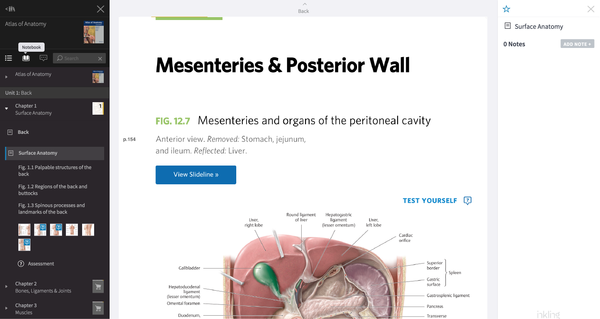 Atlas of Anatomy
Notebook
Search
Atlas of Anatomy
Unit 1: Back
Chapter 1
Surface Anatomy
Back
Surface Anatomy
Fig. 1.1 Palpable structures of the
back
Fig. 1.2 Regions of the back and
buttocks
Fig. 1.3 Spinous processes and
landmarks of the back
Assessment
Chapter 2
Bones, Ligaments & Joints
Chapter 3
Muscles
Back
Mesenteries & Posterior Wall
FIG. 12.7 Mesenteries and organs of the peritoneal cavity
p. 154
Anterior view. Removed: Stomach, jejunum,
and ileum. Reflected: Liver.
View Slideline »
TEST YOURSELF
Liver,
right lobe
Round ligament
of liver
Hepatogastric
ligament
(lesser omentum)
Liver,
left lobe
Cardiac
orifice
Gallbladder
Hepatoduodenal
ligament
(lesser omentum)
Omental foramen
Duodenum,
Superior
border
Gastric
surface
Spleen
Gastrosplenic ligament
Pancreas
Transverse
Surface Anatomy
0 Notes
ADD NOTE +
inkling